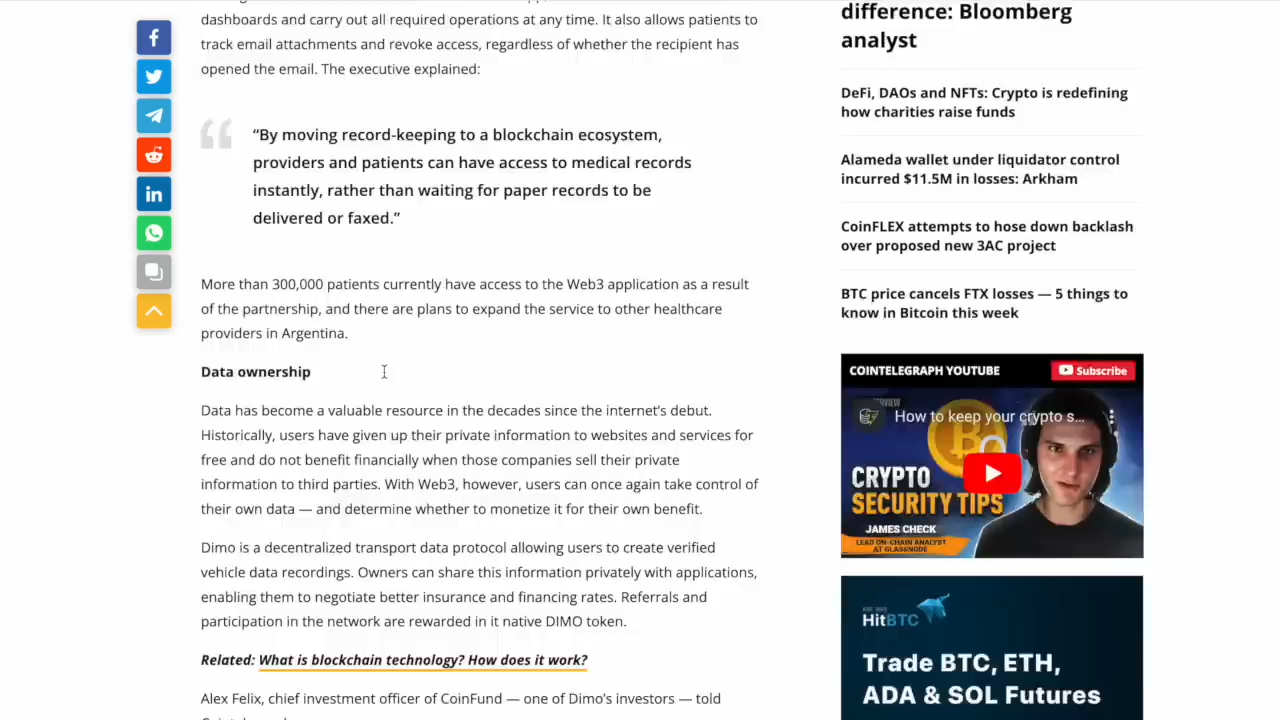 dashboards and carry out all required operations at any time. It also allows patients to
track email attachments and revoke access, regardless of whether the recipient has
opened the email. The executive explained:
“By moving record-keeping to a blockchain ecosystem,
providers and patients can have access to medical records
instantly, rather than waiting for paper records to be
delivered or faxed.”
More than 300,000 patients currently have access to the Web3 application as a result
of the partnership, and there are plans to expand the service to other healthcare
providers in Argentina.
Data ownership
Data has become a valuable resource in the decades since the internet’s debut.
Historically, users have given up their private information to websites and services for
free and do not benefit financially when those companies sell their private
information to third parties. With Web3, however, users can once again take control of
their own data — and determine whether to monetize it for their own benefit.
Dimo is a decentralized transport data protocol allowing users to create verified
vehicle data recordings. Owners can share this information privately with applications,
enabling them to negotiate better insurance and financing rates. Referrals and
participation in the network are rewarded in it native DIMO token.
Related: What is blockchain technology? How does it work?
Alex Felix, chief investment officer of CoinFund — one of Dimo’s investors — told
difference: Bloomberg
analyst
DeFi, DAOs and NFTs: Crypto is redefining
how charities raise funds
Alameda wallet under liquidator control
incurred $11.5M in losses: Arkham
CoinFLEX attempts to hose down backlash
over proposed new 3AC project
BTC price cancels FTX losses — 5 things to
know in Bitcoin this week
COINTELEGRAPH YOUTUBE
Subscribe
How to keep your crypto s...
CRYPTO
SECURITY TIPS
JAMES CHECK
LEAD ON-CHAIN ANALYST
AT GLASSNODE
HitBTC
Trade BTC, ETH,
ADA & SOL Futures